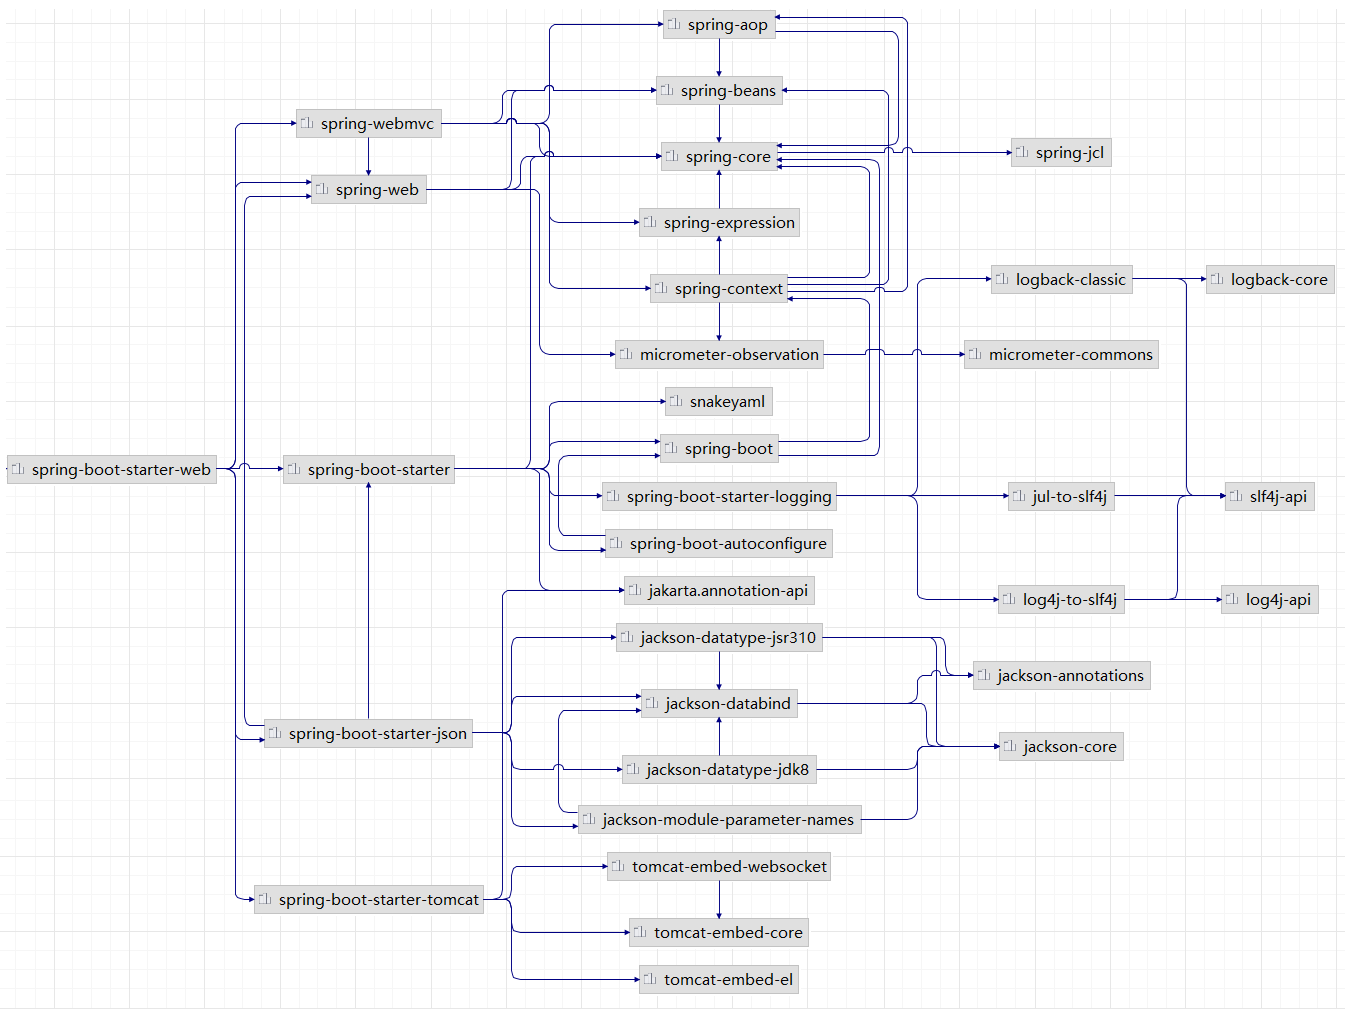 spring-aop
spring-beans
spring-webmvc
spring-core
spring-jcl
spring-web
spring-expression
spring-context
logback-classic
logback-core
micrometer-observation
micrometer-commons
snakeyaml
spring-boot
spring-boot-starter-web
spring-boot-starter
spring-boot-starter-logging
jul-to-slf4j
slf4j-api
spring-boot-autoconfigure
jakarta.annotation-api
log4j-to-slf4j
log4j-api
jackson-datatype-jsr310
jackson-annotations
jackson-databind
spring-boot-starter-json
jackson-core
jackson-datatype-jdk8
jackson-module-parameter-names
tomcat-embed-websocket
spring-boot-starter-tomcat
tomcat-embed-core
tomcat-embed-el